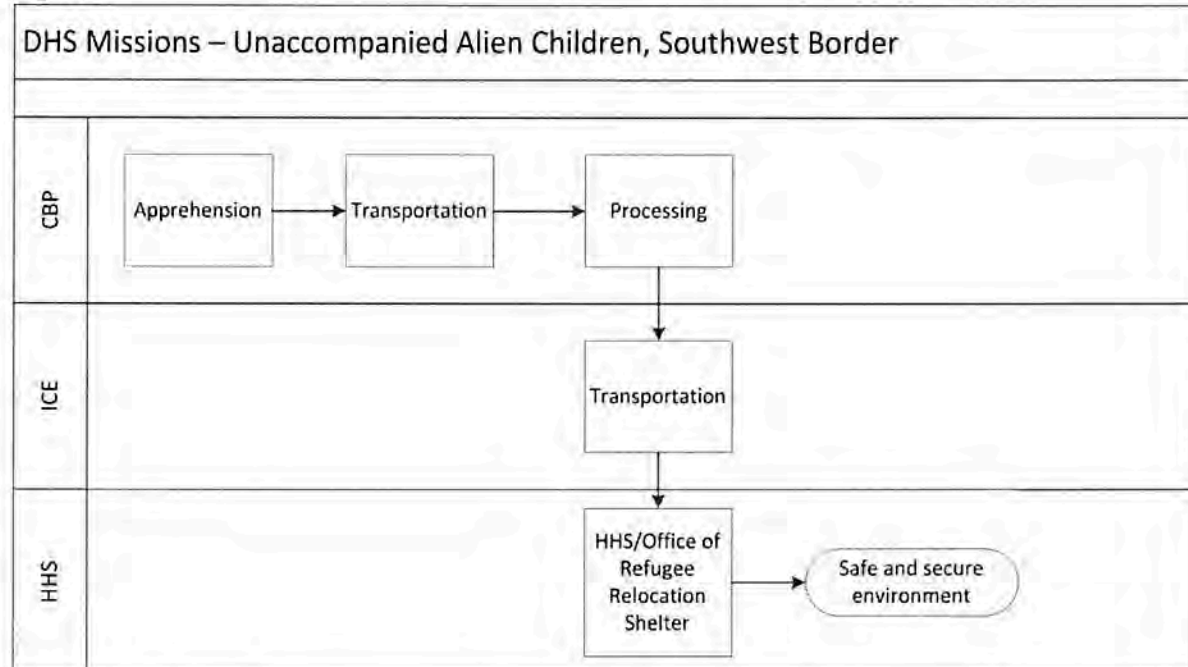 DHS Missions – Unaccompanied Alien Children, Southwest Border
CBP
Apprehension
Transportation
Processing
ICE
Transportation
HHS
HHS/Office of
Refugee
Relocation
Shelter
Safe and secure
environment